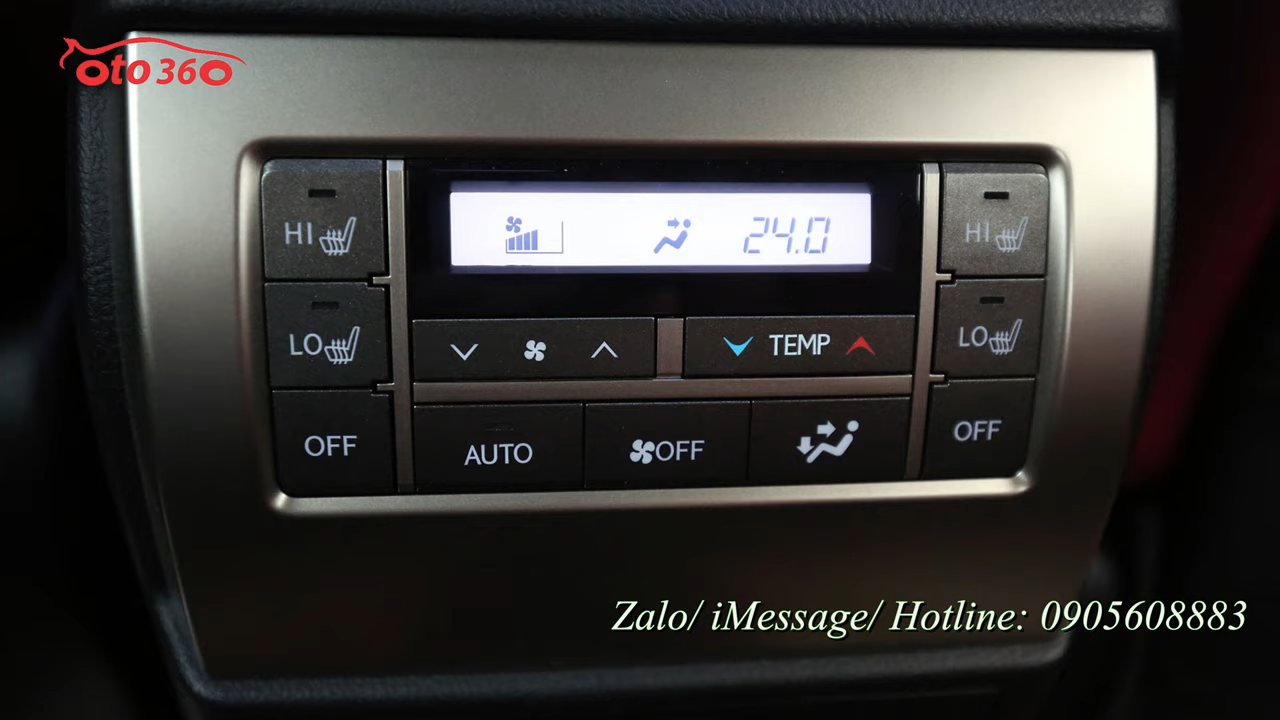 oto 360
HI
24.0
HI
LO
TEMP
LO
OFF
AUTO
OFF
OFF
Zalo/ iMessage/ Hotline: 0905608883